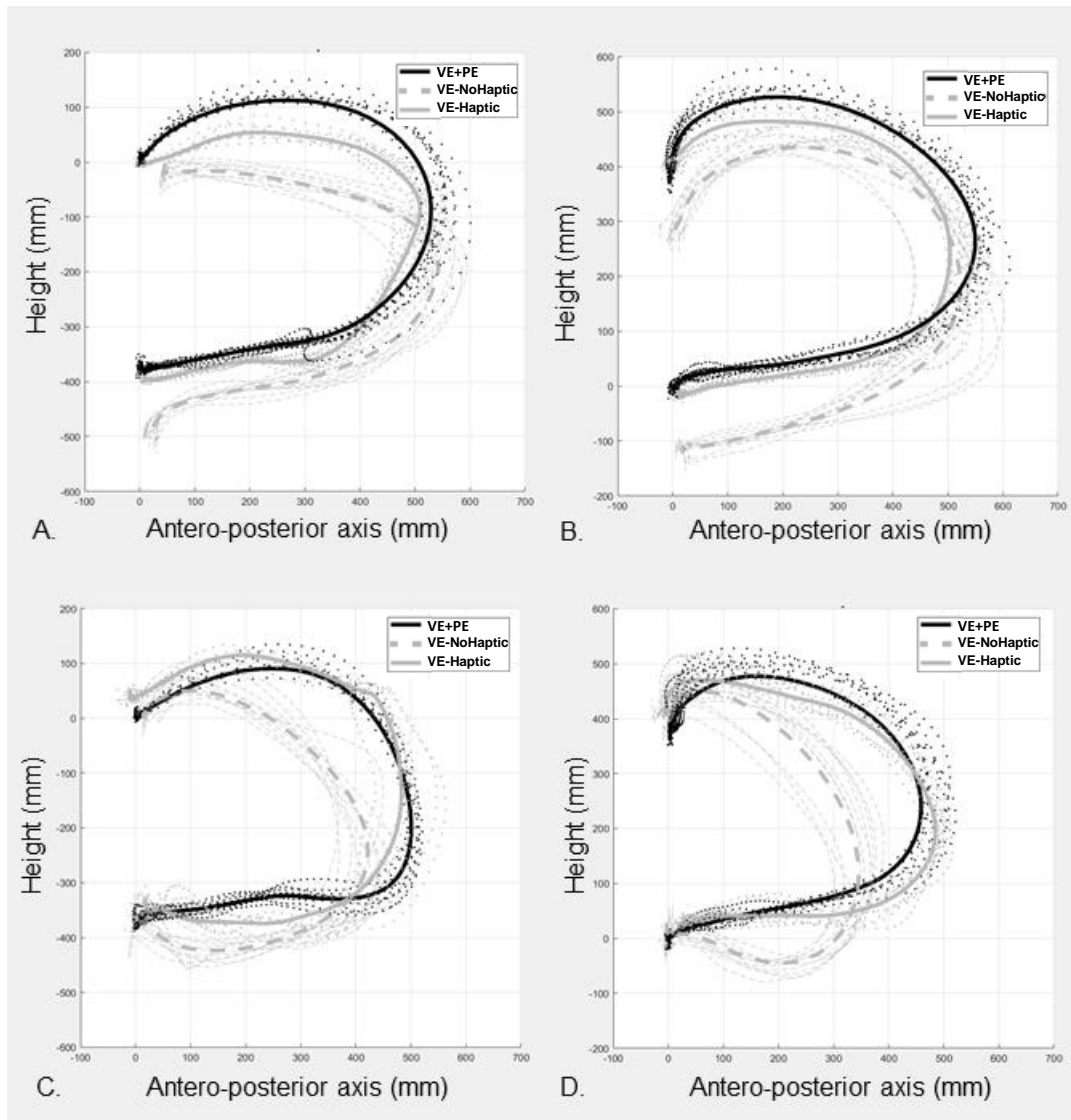 200
100
0
-100
-200
-300
-400
-500
-600
-100 0 100 200 300 400 500 600 700
Height (mm)
VE+PE
VE-NoHaptic
VE-Haptic
A. Antero-posterior axis (mm)
600
500
400
300
200
100
0
-100
-200
-100 0 100 200 300 400 500 600 700
Height (mm)
VE+PE
VE-NoHaptic
VE-Haptic
B. Antero-posterior axis (mm)
200
100
0
-100
-200
-300
-400
-500
-600
-100 0 100 200 300 400 500 600 700
Height (mm)
VE+PE
VE-NoHaptic
VE-Haptic
C. Antero-posterior axis (mm)
600
500
400
300
200
100
0
-100
-200
-100 0 100 200 300 400 500 600 700
Height (mm)
VE+PE
VE-NoHaptic
VE-Haptic
D. Antero-posterior axis (mm)